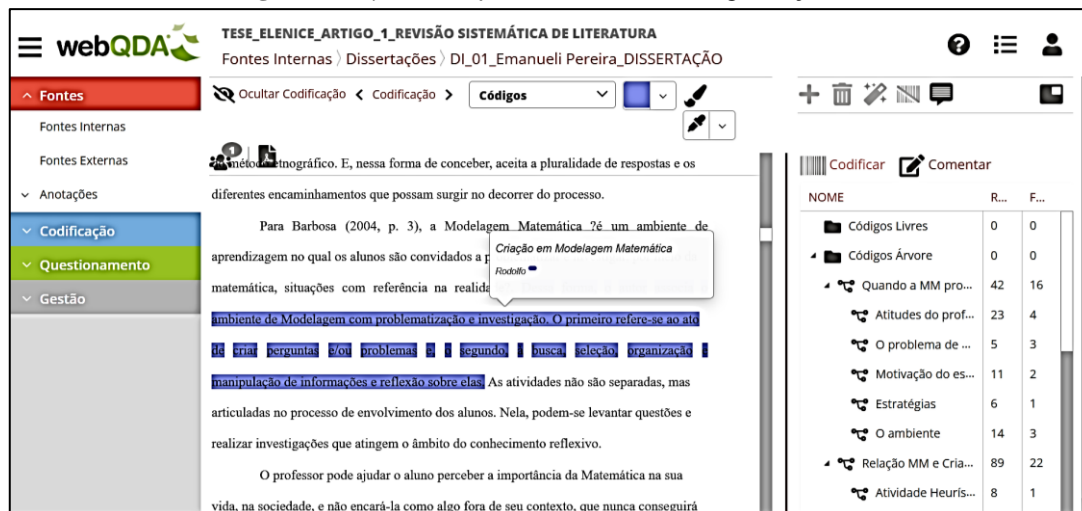 webQDA
TESE_ELENICE_ARTIGO_1_REVISÃO SISTEMÁTICA DE LITERATURA
Fontes Internas 〉 Dissertações 〉 DI_01_Emanueli Pereira_DISSERTAÇÃO
Fontes
Fontes Internas
Fontes Externas
Anotações
Codificação
Questionamento
Gestão
Ocultar Codificação < Codificação > Códigos
1
método etnográfico. E, nessa forma de conceber, aceita a pluralidade de respostas e os
diferentes encaminhamentos que possam surgir no decorrer do processo.
Para Barbosa (2004, p. 3), a Modelagem Matemática ?é um ambiente de
aprendizagem no qual os alunos são convidados a
matemática, situações com referência na
Criação em Modelagem Matemática
Rodolfo
ambiente de Modelagem com problematização e investigação. O primeiro refere-se ao ato
de criar perguntas e/ou problemas e, o segundo, à busca, seleção, organização e
manipulação de informações e reflexão sobre elas. As atividades não são separadas, mas
articuladas no processo de envolvimento dos alunos. Nela, podem-se levantar questões e
realizar investigações que atingem o âmbito do conhecimento reflexivo.
O professor pode ajudar o aluno perceber a importância da Matemática na sua
vida, na sociedade, e não encará-la como algo fora de seu contexto, que nunca conseguirá
Codificar Comentar
NOME R... F...
Códigos Livres 0 0
Códigos Árvore 0 0
Quando a MM pro... 42 16
Atitudes do prof... 23 4
O problema de ... 5 3
Motivação do es... 11 2
Estratégias 6 1
O ambiente 14 3
Relação MM e Cria... 89 22
Atividade Heurís... 8 1